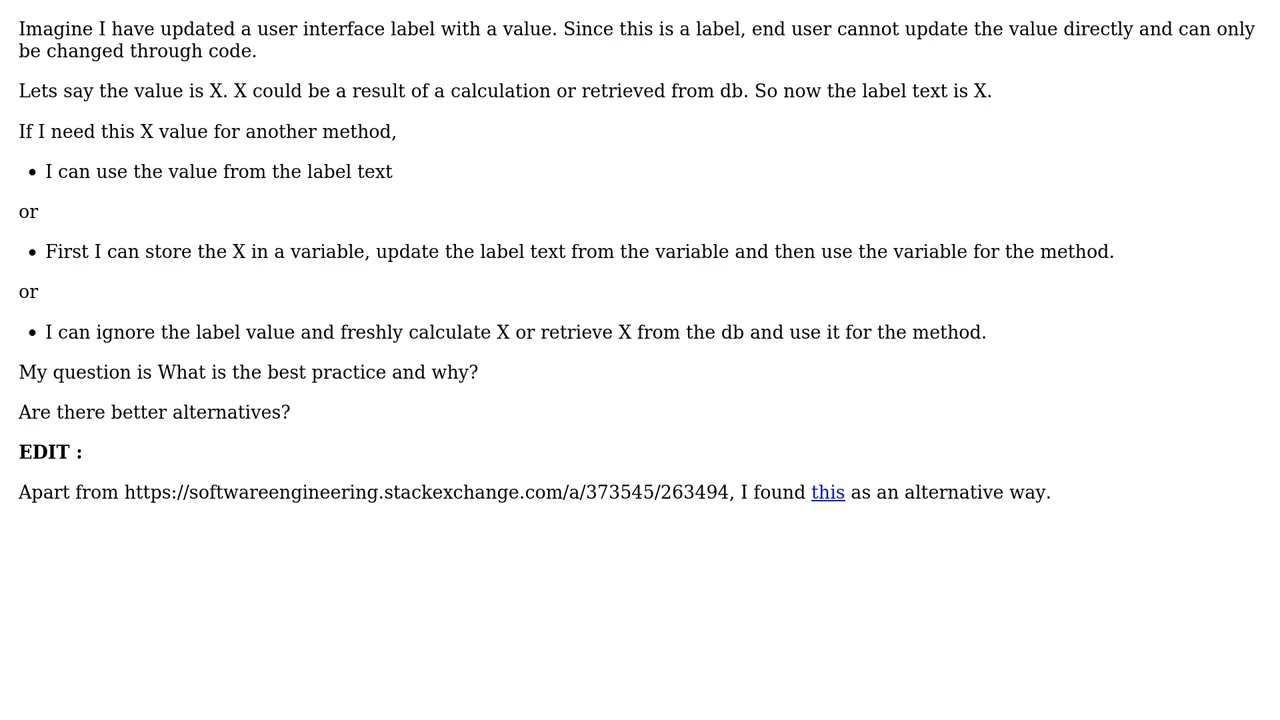 Imagine I have updated a user interface label with a value. Since this is a label, end user cannot update the value directly and can only
be changed through code.
Lets say the value is X. X could be a result of a calculation or retrieved from db. So now the label text is X.
If I need this X value for another method,
• I can use the value from the label text
or
• First I can store the X in a variable, update the label text from the variable and then use the variable for the method.
or
• I can ignore the label value and freshly calculate X or retrieve X from the db and use it for the method.
My question is What is the best practice and why?
Are there better alternatives?
EDIT :
Apart from https://softwareengineering.stackexchange.com/a/373545/263494, I found this as an alternative way.